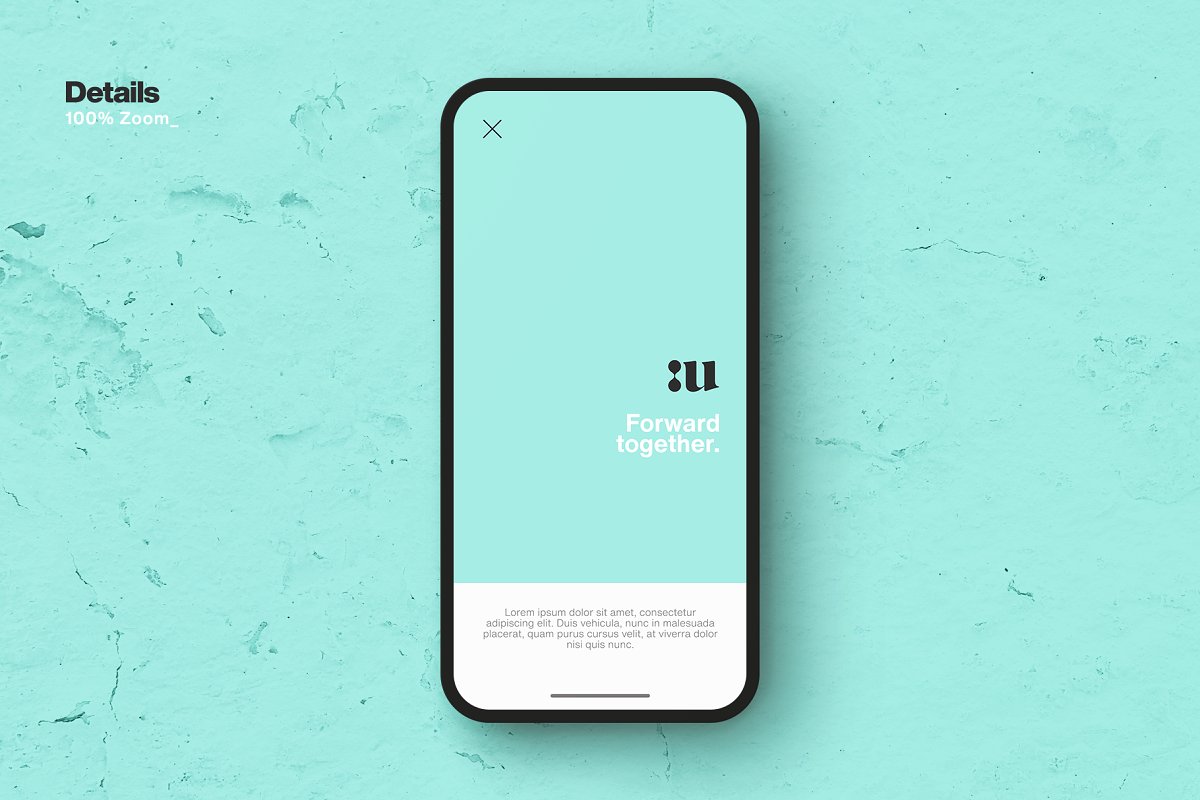 Details
100% Zoom_
:u
Forward
together.
Lorem ipsum dolor sit amet, consectetur
adipiscing elit. Duis vehicula, nunc in malesuada
placerat, quam purus cursus velit, at viverra dolor
nisi quis nunc.